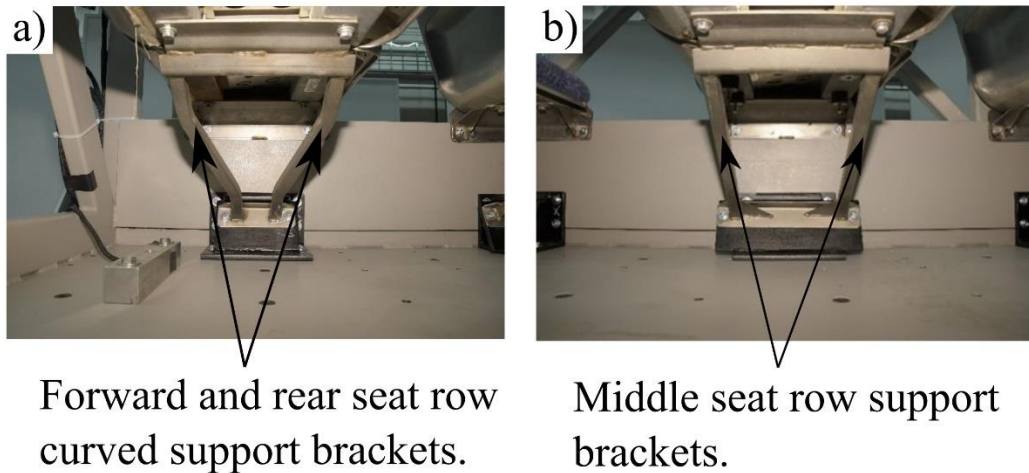 a)
b)
Forward and rear seat row
curved support brackets.
Middle seat row support
brackets.